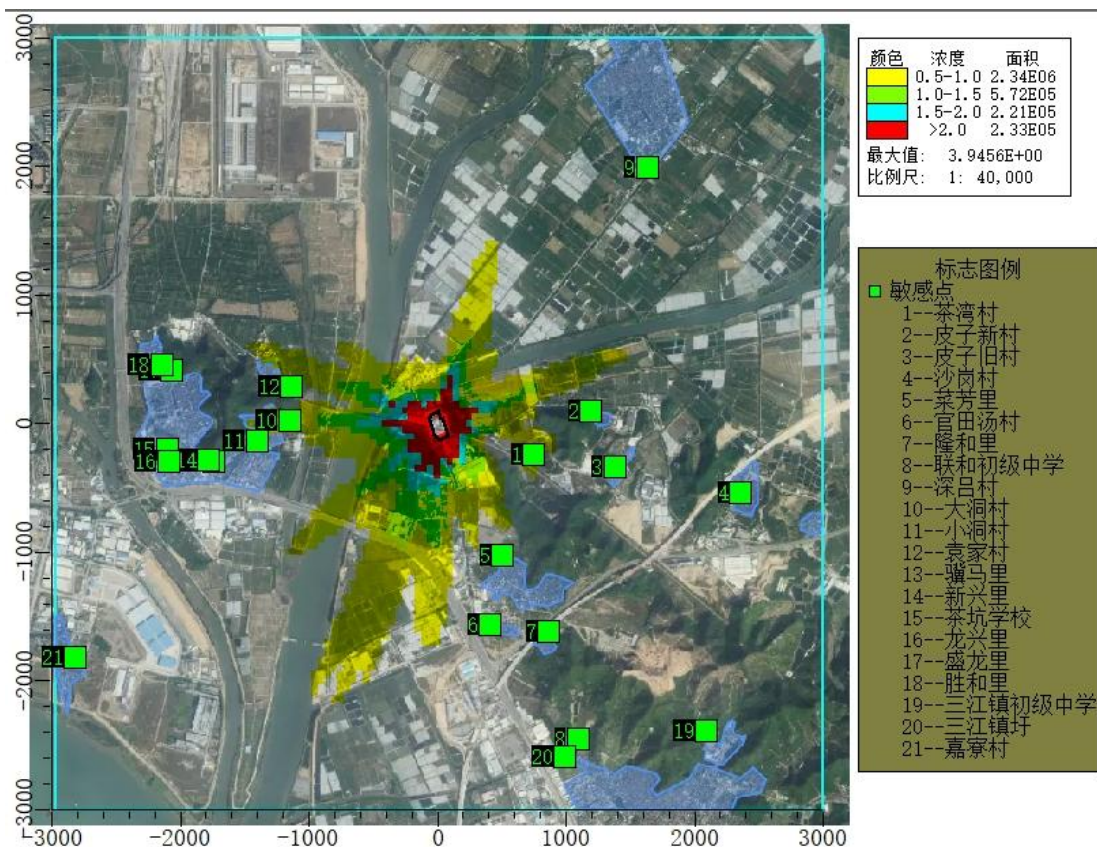 颜色 浓度 面积
0.5-1.0 2.34E06
1.0-1.5 5.72E05
1.5-2.0 2.21E05
>2.0 2.33E05
最大值: 3.9456E+00
比例尺: 1: 40,000
标志图例
敏感点
1--茶湾村
2--皮子新村
3--皮子旧村
4--沙岗村
5--菜芳里
6--官田汤村
7--隆和里
8--联和初级中学
9--深吕村
10--大洞村
11--小洞村
12--袁家村
13--骥马里
14--新兴里
15--茶坑学校
16--龙兴里
17--盛龙里
18--胜和里
19--三江镇初级中学
20--三江镇圩
21--嘉寮村
3000
2000
1000
0
-1000
-2000
-3000
-3000 -2000 -1000 0 1000 2000 3000
9
18
12
10
2
11
1
15
16
14
3
4
5
6
7
21
8
19
20